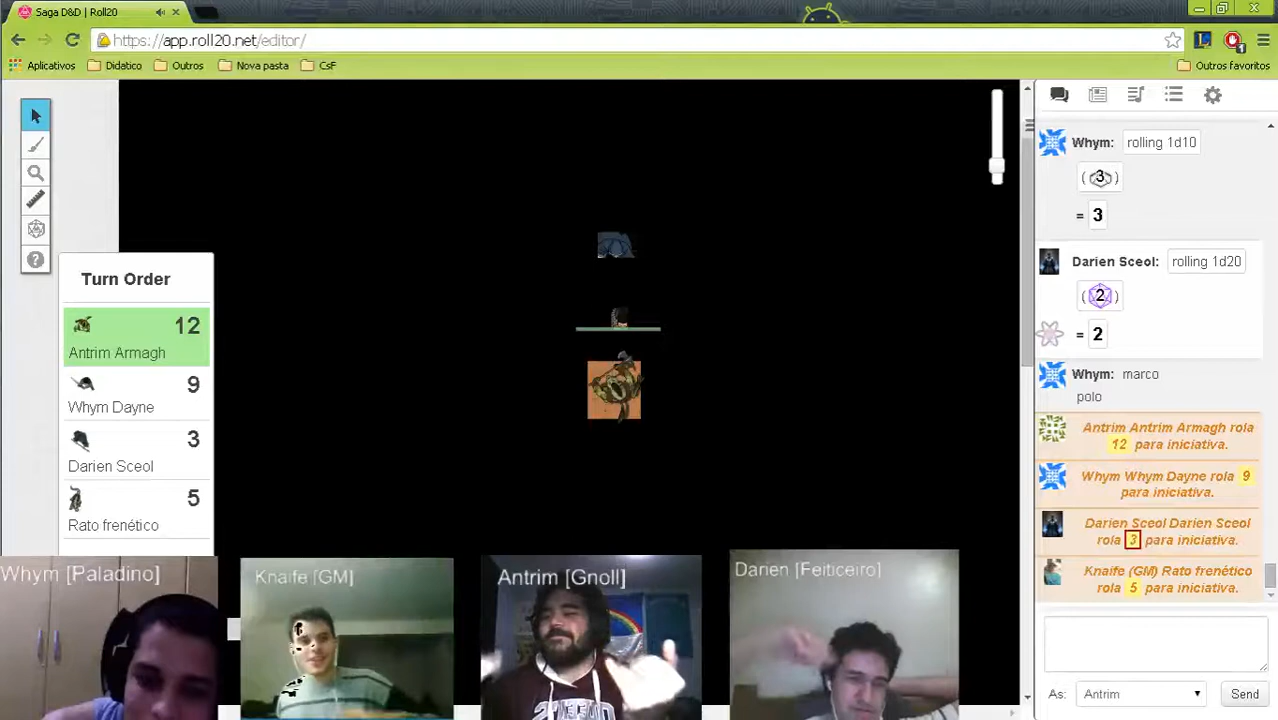 Saga D&D | Roll20
https://app.roll20.net/editor/
Aplicativos
Didatico
Outros
Nova pasta
CsF
Outros favoritos
Turn Order
12
Antrim Armagh
9
Whym Dayne
3
Darien Sceol
5
Rato frenético
Whym: rolling 1d10
(3)
= 3
Darien Sceol: rolling 1d20
(2)
= 2
Whym: marco
polo
Antrim Antrim Armagh rola
12 para iniciativa.
Whym Whym Dayne rola 9
para iniciativa.
Darien Sceol Darien Sceol
rola 3 para iniciativa.
Knaife (GM) Rato frenético
rola 5 para iniciativa.
As: Antrim
Send
Whym [Paladino]
Knaife [GM]
Antrim [Gnoll]
Darien [Feiticeiro]